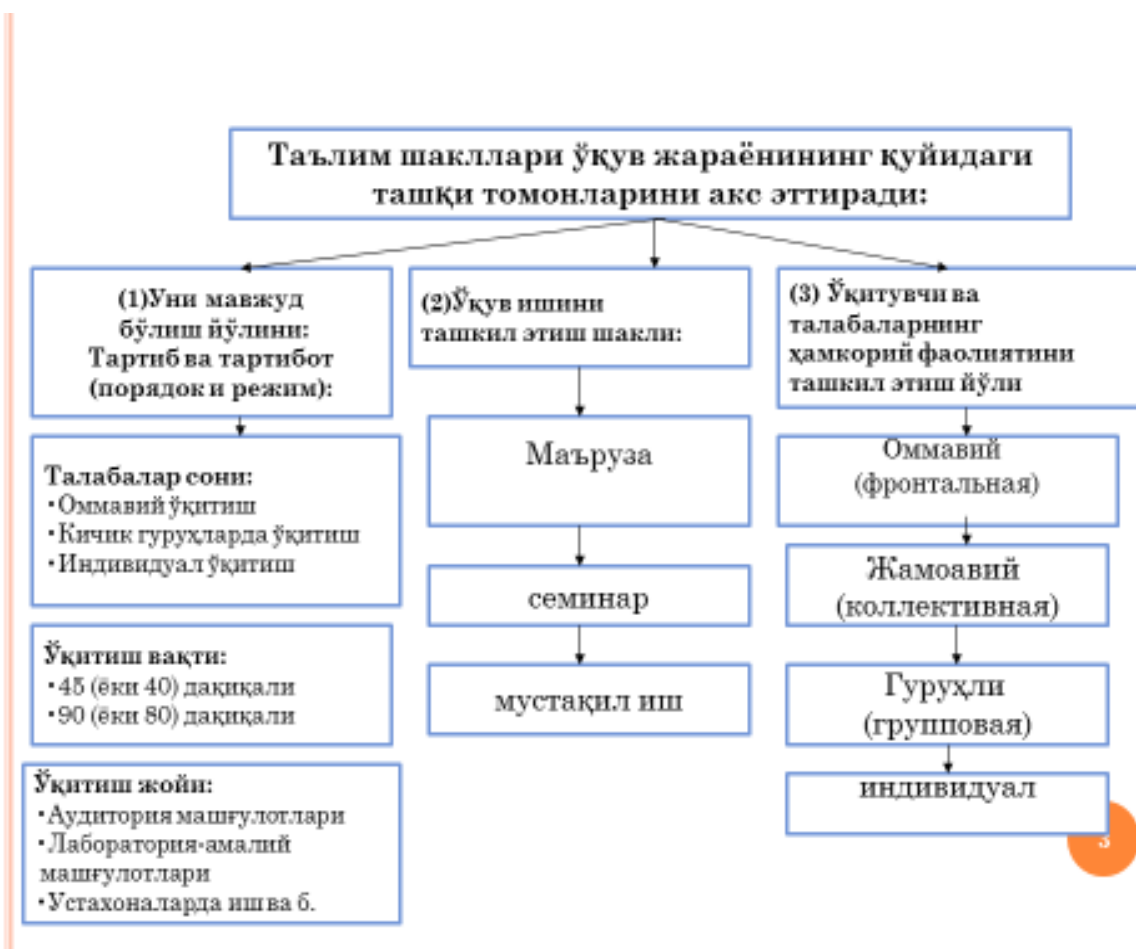 Таълим шакллари ўқув жараёнининг қуйидаги
ташқи томонларини акс эттиради:
(1)Уни мавжуд
бўлиш йўлини:
Тартиб ва тартибот
(порядок и режим):
Талабалар сони:
•Оммавий ўқитиш
•Кичик гуруҳларда ўқитиш
•Индивидуал ўқитиш
Ўқитиш вақти:
•45 (ёки 40) дақиқали
•90 (ёки 80) дақиқали
Ўқитиш жойи:
•Аудитория машғулотлари
•Лаборатория-амалий
машғулотлари
•Устахоналарда иш ва б.
(2)Ўқув ишини
ташкил этиш шакли:
Маъруза
семинар
мустақил иш
(3) Ўқитувчи ва
талабаларнинг
ҳамкорий фаолиятини
ташкил этиш йўли
Оммавий
(фронтальная)
Жамоавий
(коллективная)
Гуруҳли
(групповая)
индивидуал
3